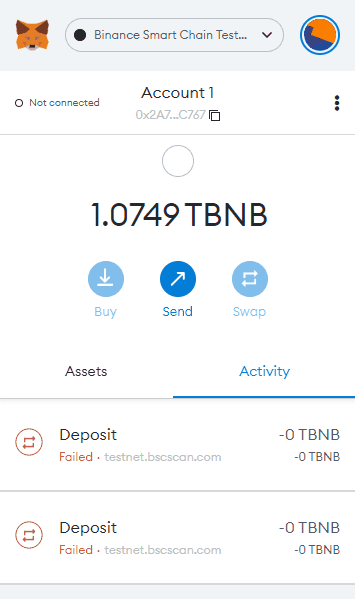 Binance Smart Chain Test...
Not connected
Account 1
0x2A7...C767
1.0749 TBNB
Buy
Send
Swap
Assets
Activity
Deposit
-0 TBNB
Failed · testnet.bscscan.com
-0 TBNB
Deposit
-0 TBNB
Failed · testnet.bscscan.com
-0 TBNB